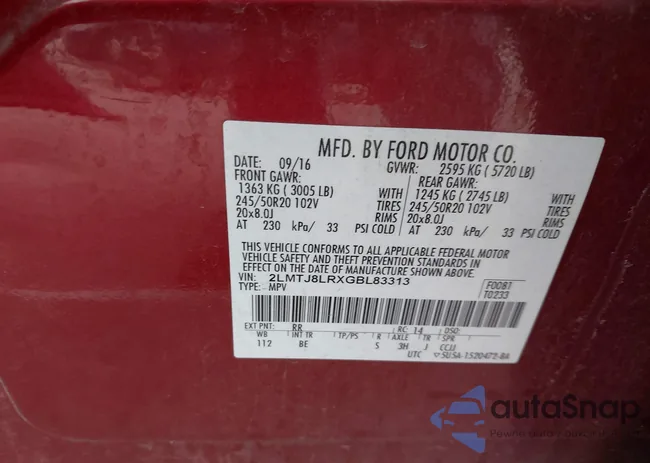 MFD. BY FORD MOTOR CO.
DATE: 09/16 GVWR: 2595 KG ( 5720 LB)
FRONT GAWR: REAR GAWR:
1363 KG ( 3005 LB) WITH 1245 KG ( 2745 LB) WITH
245/50R20 102V TIRES 245/50R20 102V TIRES
20x8.0J RIMS 20x8.0J RIMS
AT 230 kPa/ 33 PSI COLD AT 230 kPa/ 33 PSI COLD
THIS VEHICLE CONFORMS TO ALL APPLICABLE FEDERAL MOTOR
VEHICLE SAFETY AND THEFT PREVENTION STANDARDS IN
EFFECT ON THE DATE OF MANUFACTURE SHOWN ABOVE.
VIN: 2LMTJ8LRXGBL83313 F0081
TYPE: MPV T0233
EXT PNT: RR RC: 14 DSO:
WB INT TR TP/PS R AXLE TR SPR
112 BE 5 3H J CCJJ
UTC
autaSnap